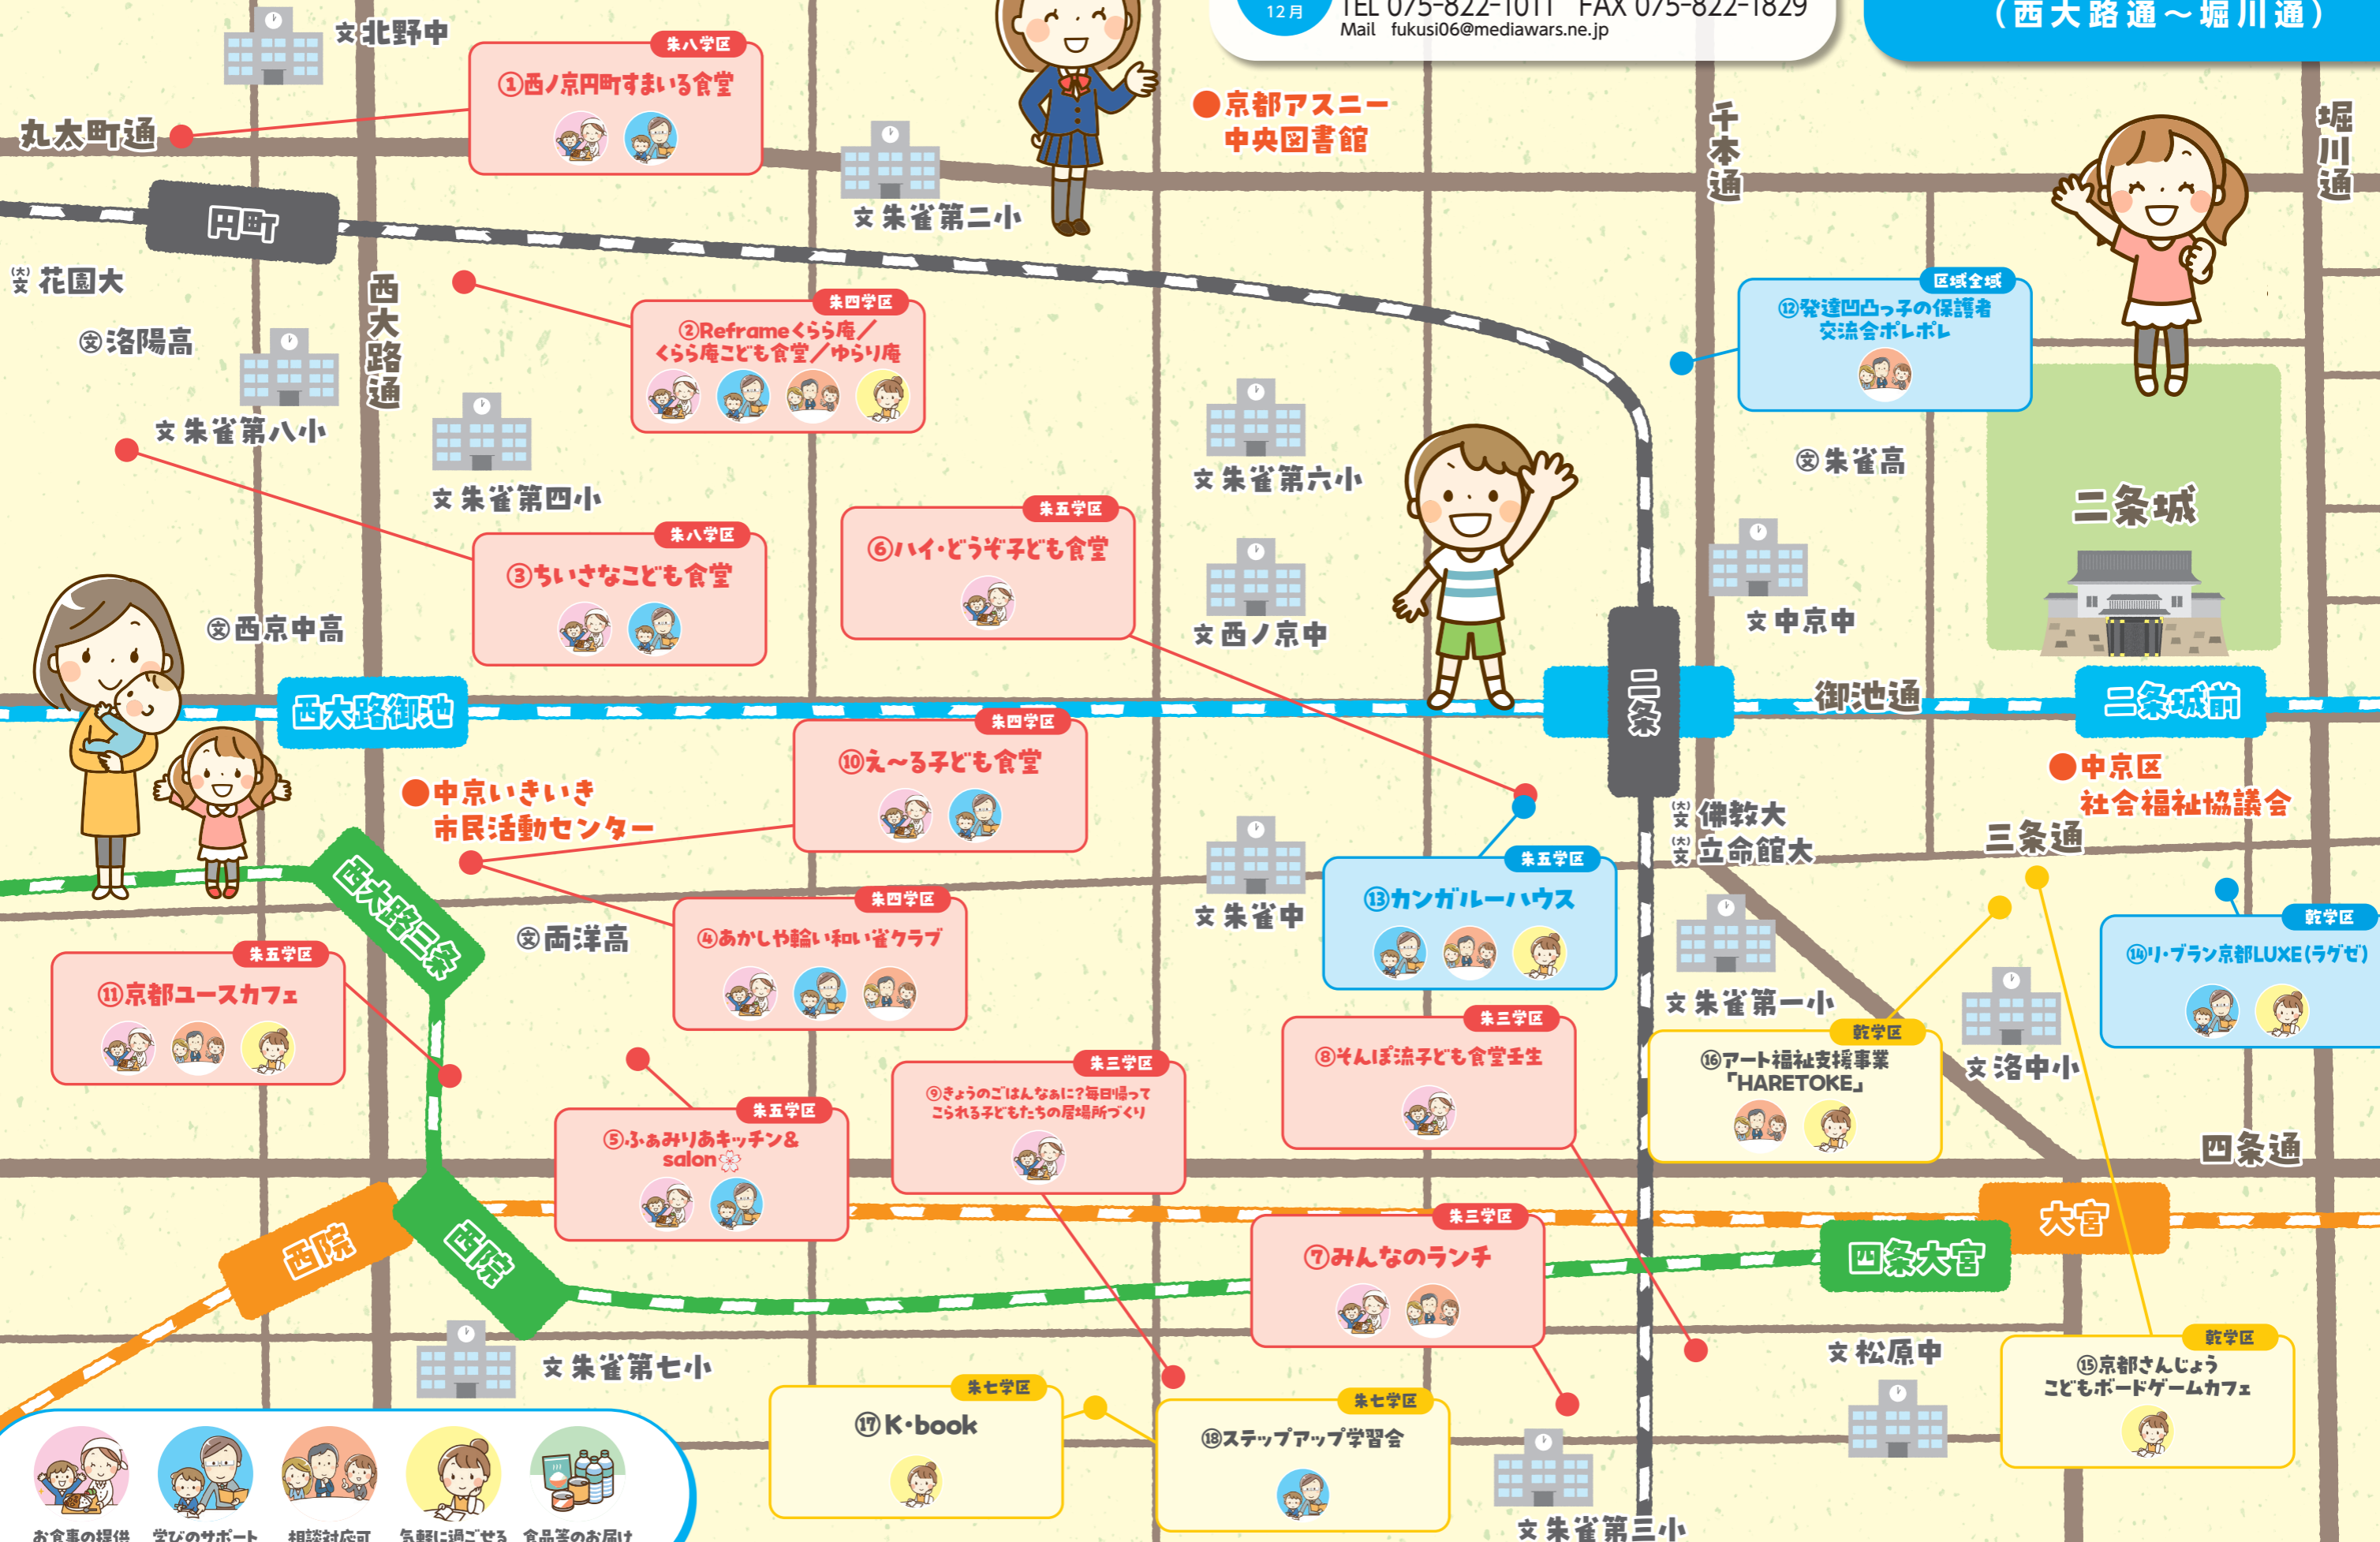 12月
TEL 075-822-1011 FAX 075-822-1829
Mail fukusi06@mediawars.ne.jp
（西大路通～堀川通）
文北野中
朱八学区
①西ノ京円町すまいる食堂
丸太町通
●京都アスニー
中央図書館
千本通
堀川通
円町
文朱雀第二小
(大)文 花園大
西大路通
文洛陽高
朱四学区
②Reframeくらら庵／
くらら庵こども食堂／ゆらり庵
区域全域
⑫発達凹凸っ子の保護者
交流会ポレポレ
文朱雀第八小
文朱雀第四小
文朱雀第六小
文朱雀高
二条城
朱八学区
③ちいさなこども食堂
朱五学区
⑥ハイ・どうぞ子ども食堂
文西京中高
文西ノ京中
文中京中
西大路御池
二条
御池通
二条城前
朱四学区
⑩え～る子ども食堂
●中京いきいき
市民活動センター
●中京区
社会福祉協議会
(大)文 佛教大
(大)文 立命館大
三条通
西大路三条
文両洋高
朱四学区
④あかしや輪い和い雀クラブ
文朱雀中
朱五学区
⑬カンガルーハウス
乾学区
⑭リ・ブラン京都LUXE(ラグゼ)
朱五学区
⑪京都ユースカフェ
文朱雀第一小
朱三学区
⑧そんぽ流子ども食堂壬生
乾学区
⑯アート福祉支援事業
「HARETOKE」
文洛中小
朱三学区
⑨きょうのごはんなぁに？毎日帰って
こられる子どもたちの居場所づくり
朱五学区
⑤ふぁみりあキッチン＆
salon
四条通
西院
西院
朱三学区
⑦みんなのランチ
大宮
四条大宮
文朱雀第七小
文松原中
乾学区
⑮京都さんじょう
こどもボードゲームカフェ
朱七学区
⑰K・book
朱七学区
⑱ステップアップ学習会
文朱雀第三小
お食事の提供 学びのサポート 相談対応可 気軽に過ごせる 食品等のお届け